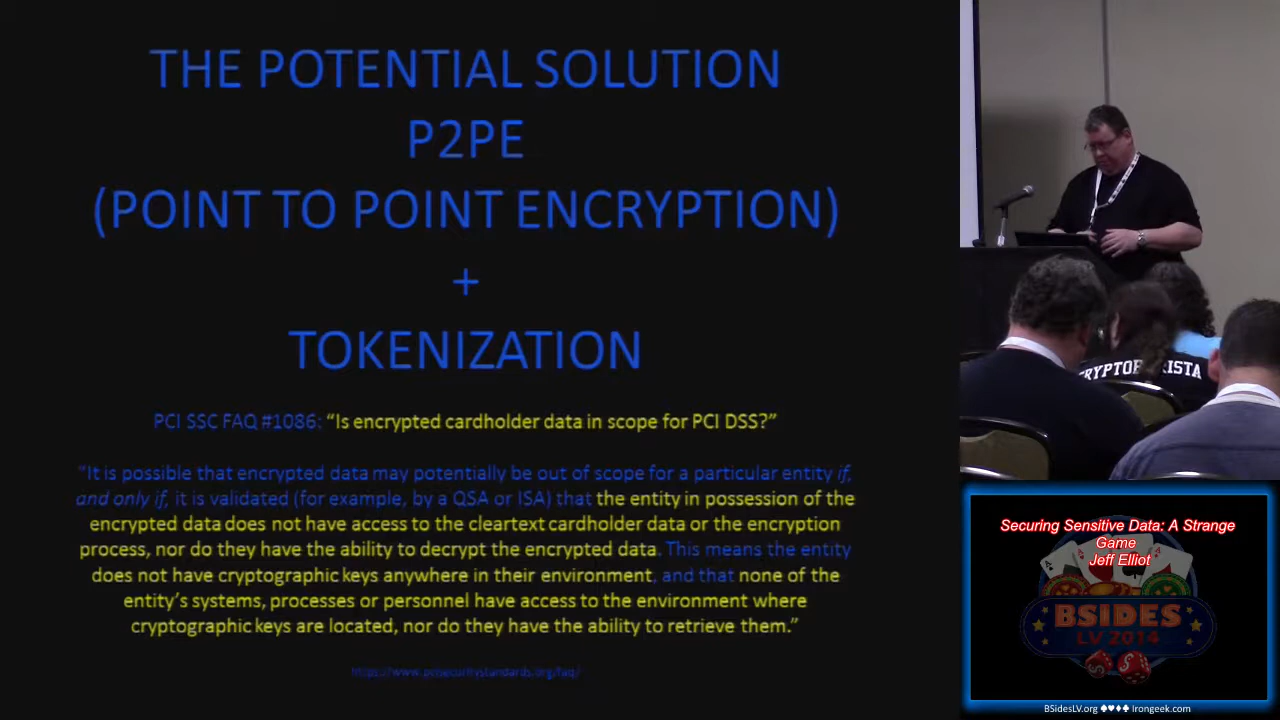 THE POTENTIAL SOLUTION
P2PE
(POINT TO POINT ENCRYPTION)
+
TOKENIZATION
PCI SSC FAQ #1086: “Is encrypted cardholder data in scope for PCI DSS?”
“It is possible that encrypted data may potentially be out of scope for a particular entity if,
and only if, it is validated (for example, by a QSA or ISA) that the entity in possession of the
encrypted data does not have access to the cleartext cardholder data or the encryption
process, nor do they have the ability to decrypt the encrypted data. This means the entity
does not have cryptographic keys anywhere in their environment, and that none of the
entity’s systems, processes or personnel have access to the environment where
cryptographic keys are located, nor do they have the ability to retrieve them.”
https://www.pcisecuritystandards.org/faq/
Securing Sensitive Data: A Strange
Game
Jeff Elliot
BSIDES
LV 2014
BSidesLV.org ♠♥♦♣ Irongeek.com